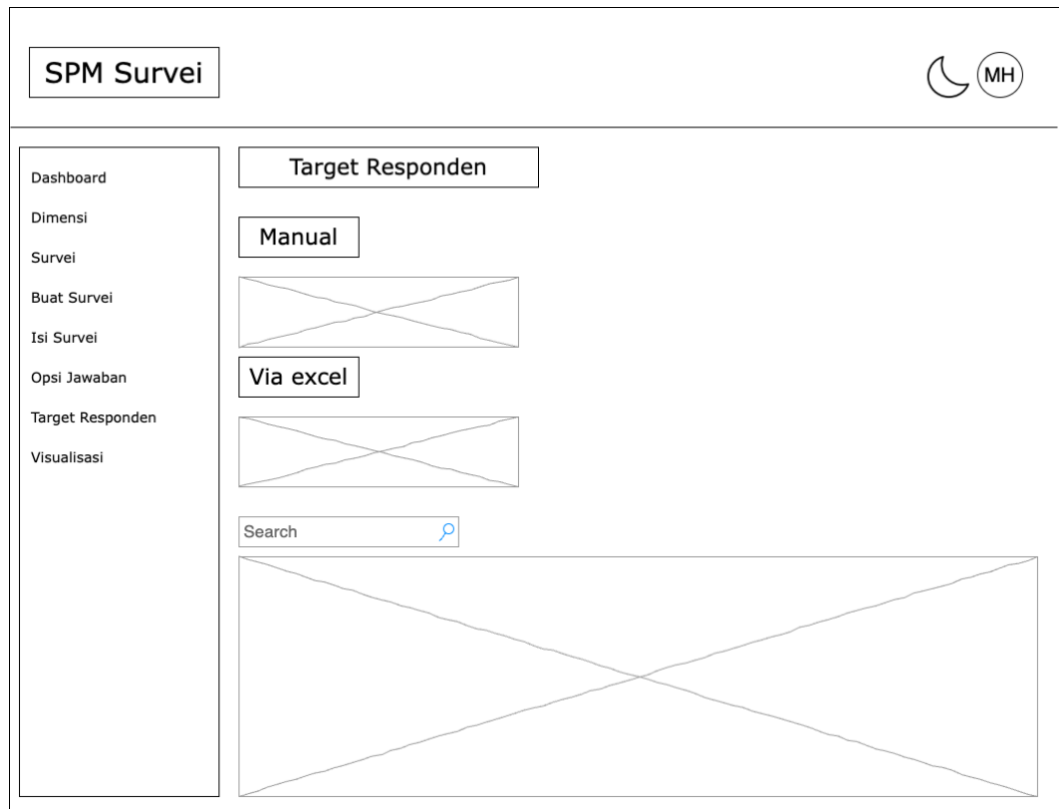 SPM Survei
MH
Dashboard
Dimensi
Survei
Buat Survei
Isi Survei
Opsi Jawaban
Target Responden
Visualisasi
Target Responden
Manual
Via excel
Search